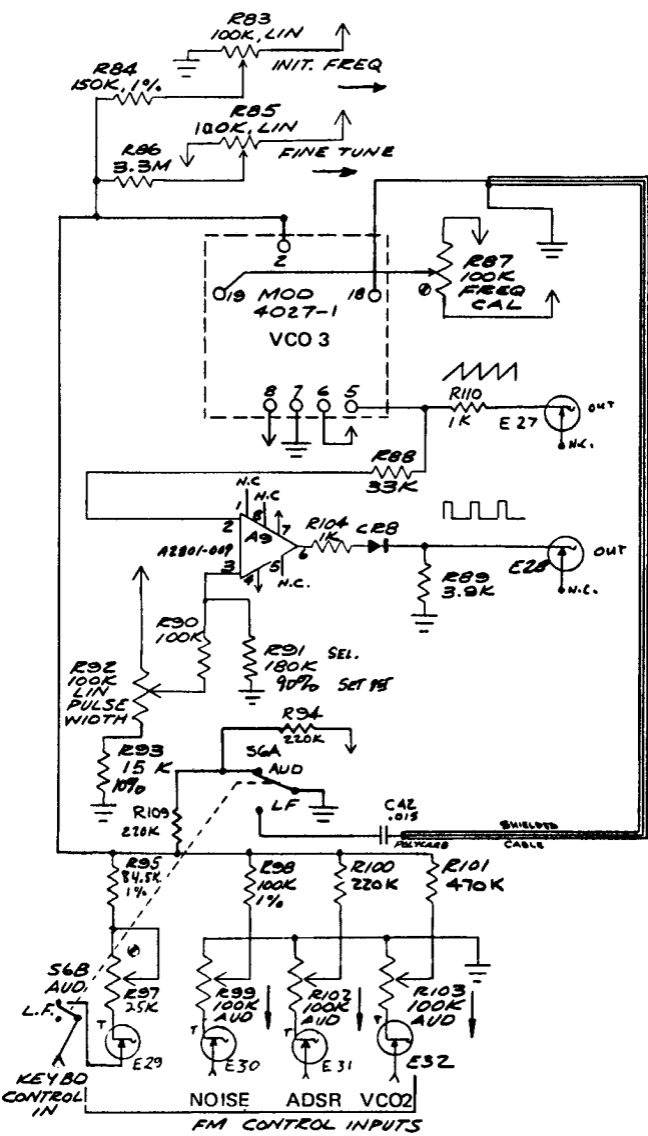 R83
100K, LIN
INIT. FREQ
R84
150K, 1%
R85
100K, LIN
FINE TUNE
R86
3.3M
2
19
MOD
4027-1
18
VCO 3
R87
100K
FREQ
CAL
8 7 6 5
R110
1K
E27
OUT
N.C.
R88
33K
N.C
N.C
1
8
2
7
A9
6
A2801-009
3
4
5
N.C.
R104
1K
CR8
E28
OUT
N.C.
R89
3.9K
R90
100K
R91
180K
90%
SEL.
SET PT
R92
100K
LIN
PULSE
WIDTH
R93
15 K
10%
R94
220K
S6A
AUD
LF
R109
220K
CA2
.015
POLYCARB
SHIELDED
CABLE
R95
84.5K
1%
R98
100K
1%
R100
220K
R101
470K
S6B
AUD.
L.F.
R97
25K
R99
100K
AUD
R102
100K
AUD
R103
100K
AUD
T
T
T
T
E29
E30
E31
E32
KEYBD
CONTROL
IN
NOISE
ADSR
VCO2
FM CONTROL INPUTS